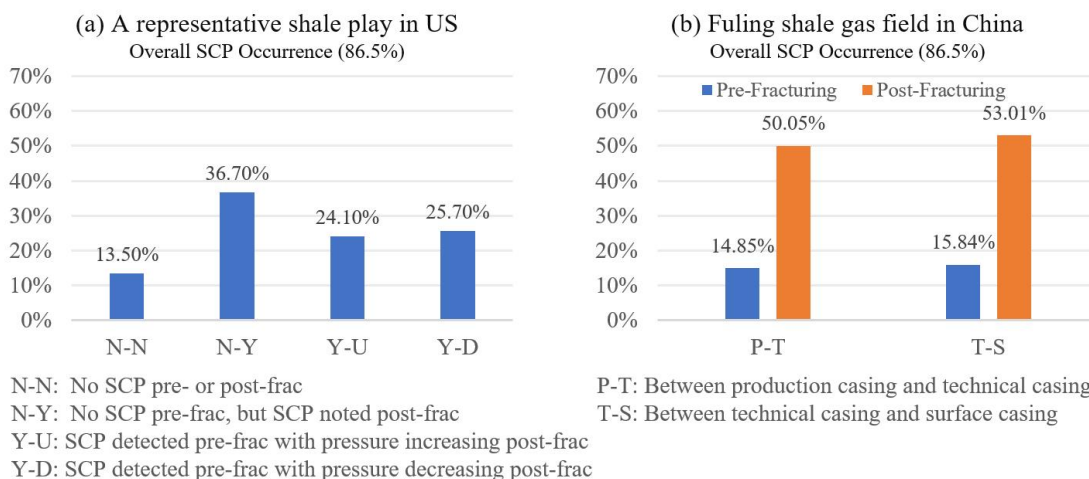 (a) A representative shale play in US
Overall SCP Occurrence (86.5%)
70%
60%
50%
40%
30%
20%
10%
0%
13.50%
36.70%
24.10%
25.70%
N-N
N-Y
Y-U
Y-D
N-N: No SCP pre- or post-frac
N-Y: No SCP pre-frac, but SCP noted post-frac
Y-U: SCP detected pre-frac with pressure increasing post-frac
Y-D: SCP detected pre-frac with pressure decreasing post-frac
(b) Fuling shale gas field in China
Overall SCP Occurrence (86.5%)
Pre-Fracturing
Post-Fracturing
70%
60%
50%
40%
30%
20%
10%
0%
14.85%
50.05%
15.84%
53.01%
P-T
T-S
P-T: Between production casing and technical casing
T-S: Between technical casing and surface casing